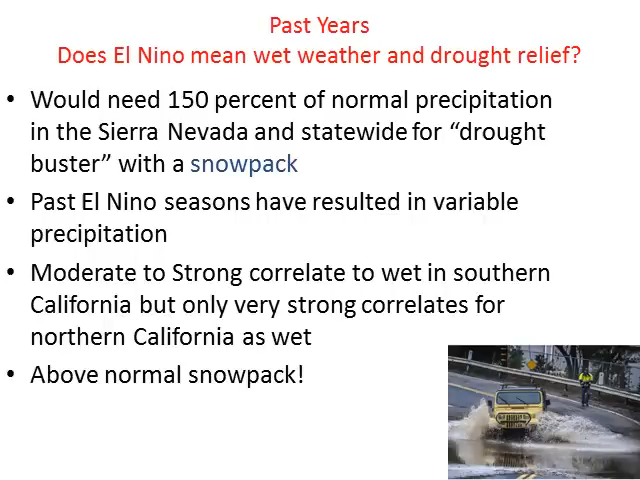 Past Years
Does El Nino mean wet weather and drought relief?
• Would need 150 percent of normal precipitation
in the Sierra Nevada and statewide for “drought
buster” with a snowpack
• Past El Nino seasons have resulted in variable
precipitation
• Moderate to Strong correlate to wet in southern
California but only very strong correlates for
northern California as wet
• Above normal snowpack!